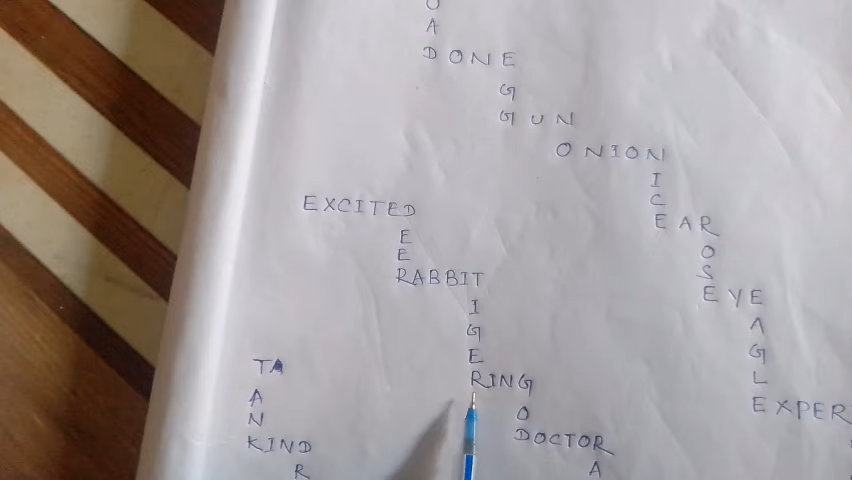 O
A
DONE
G
GUN
ONION
I
C
EXCITED
EAR
E
O
E
S
RABBIT
EYE
I
A
G
G
E
L
TA
RING
EXPER
A
O
N
DOCTOR
KIND
R
A